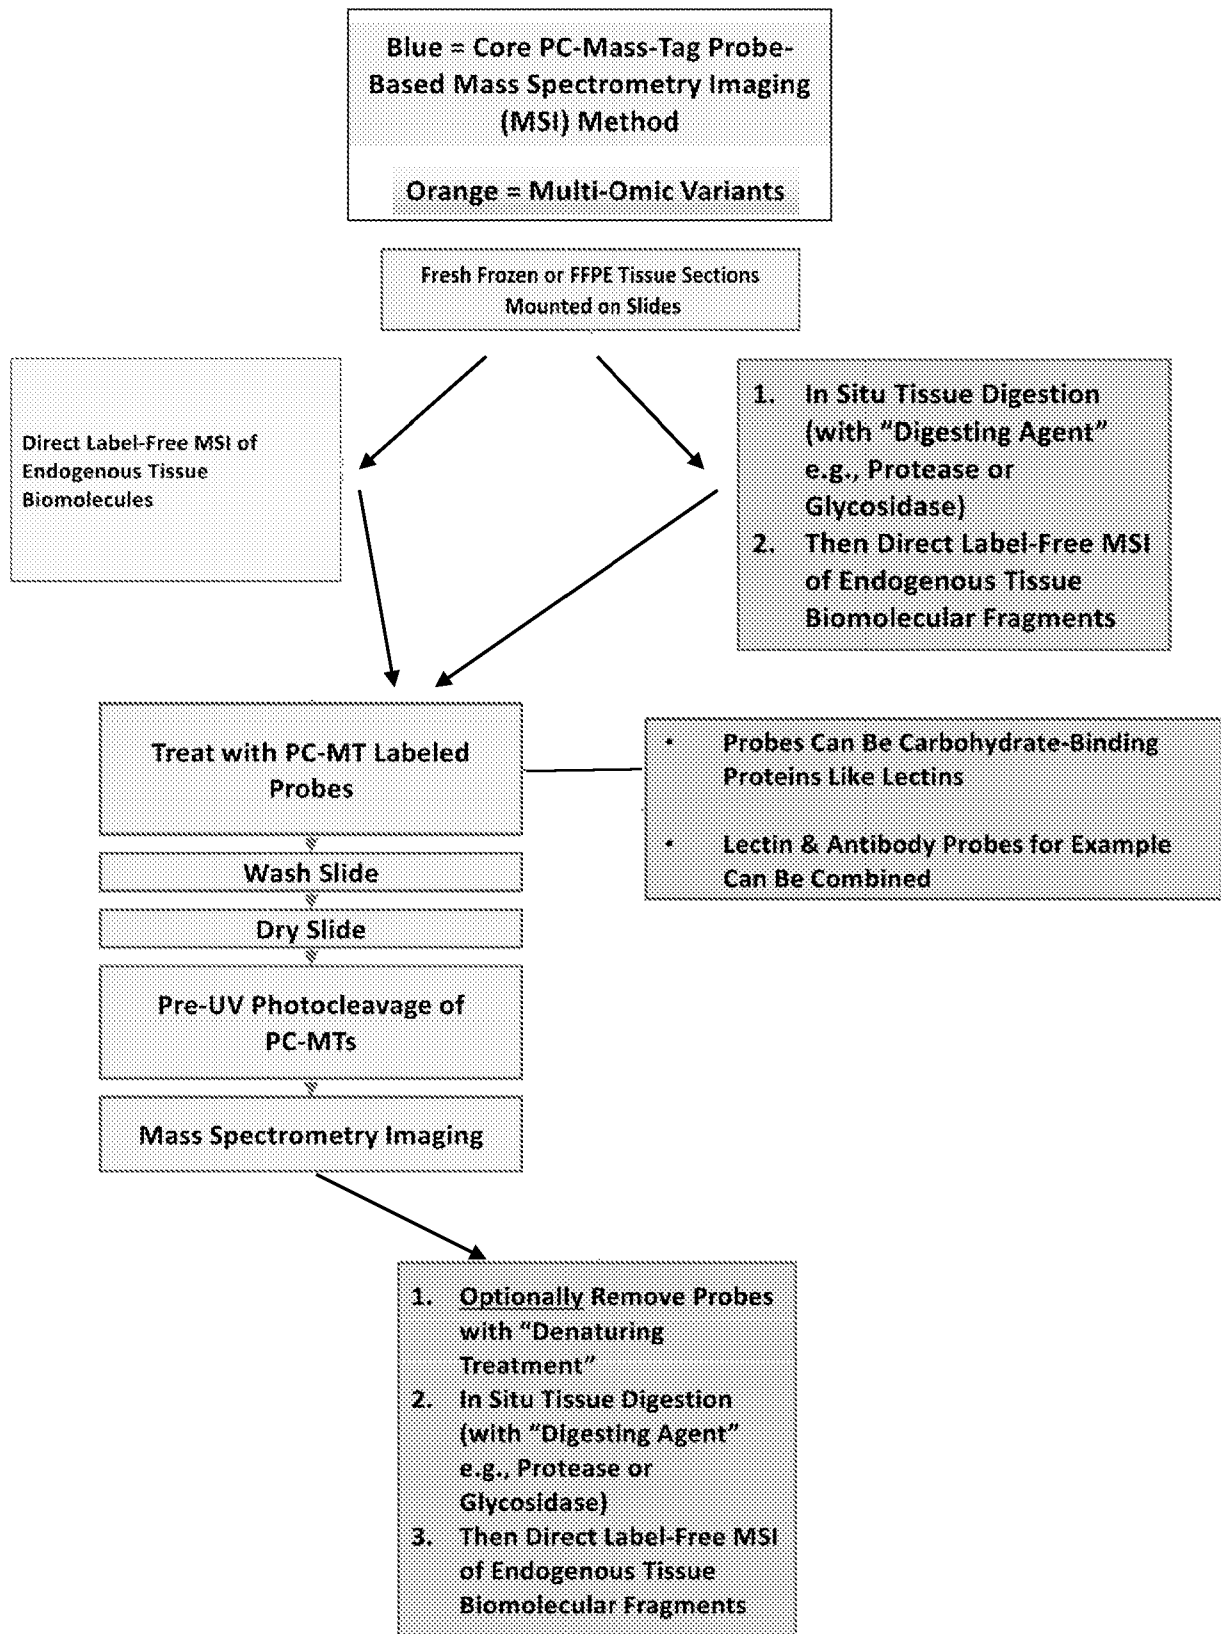 Blue = Core PC-Mass-Tag Probe-
Based Mass Spectrometry Imaging
(MSI) Method
Orange = Multi-Omic Variants
Fresh Frozen or FFPE Tissue Sections
Mounted on Slides
Direct Label-Free MSI of
Endogenous Tissue
Biomolecules
1. In Situ Tissue Digestion
(with “Digesting Agent”
e.g., Protease or
Glycosidase)
2. Then Direct Label-Free MSI
of Endogenous Tissue
Biomolecular Fragments
Treat with PC-MT Labeled
Probes
• Probes Can Be Carbohydrate-Binding
Proteins Like Lectins
• Lectin & Antibody Probes for Example
Can Be Combined
Wash Slide
Dry Slide
Pre-UV Photocleavage of
PC-MTs
Mass Spectrometry Imaging
1. Optionally Remove Probes
with “Denaturing
Treatment”
2. In Situ Tissue Digestion
(with “Digesting Agent”
e.g., Protease or
Glycosidase)
3. Then Direct Label-Free MSI
of Endogenous Tissue
Biomolecular Fragments